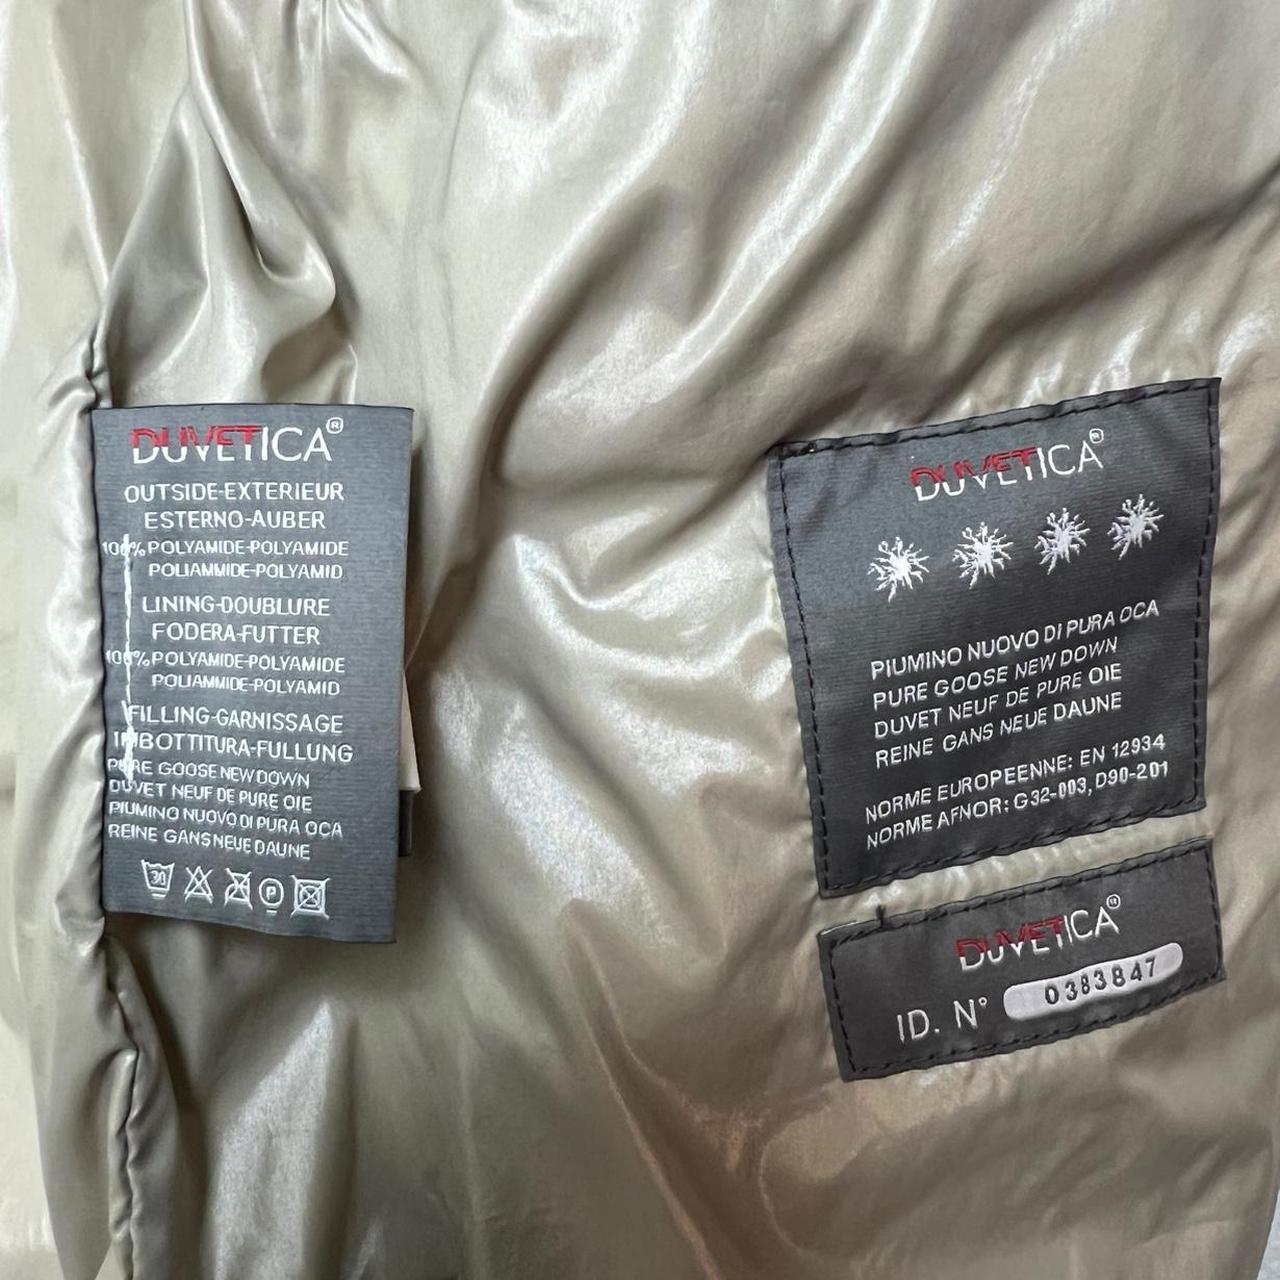 DUVETICA®
OUTSIDE-EXTERIEUR
ESTERNO-AUBER
100% POLYAMIDE-POLYAMIDE
POLIAMMIDE-POLYAMID
LINING-DOUBLURE
FODERA-FUTTER
100% POLYAMIDE-POLYAMIDE
POLIAMMIDE-POLYAMID
FILLING-GARNISSAGE
IMBOTTITURA-FULLUNG
PURE GOOSE NEW DOWN
DUVET NEUF DE PURE OIE
PIUMINO NUOVO DI PURA OCA
REINE GANS NEUE DAUNE
30 P
DUVETICA®
PIUMINO NUOVO DI PURA OCA
PURE GOOSE NEW DOWN
DUVET NEUF DE PURE OIE
REINE GANS NEUE DAUNE
NORME EUROPEENNE: EN 12934
NORME AFNOR: G32-003, D90-201
DUVETICA®
ID. N° 0383847